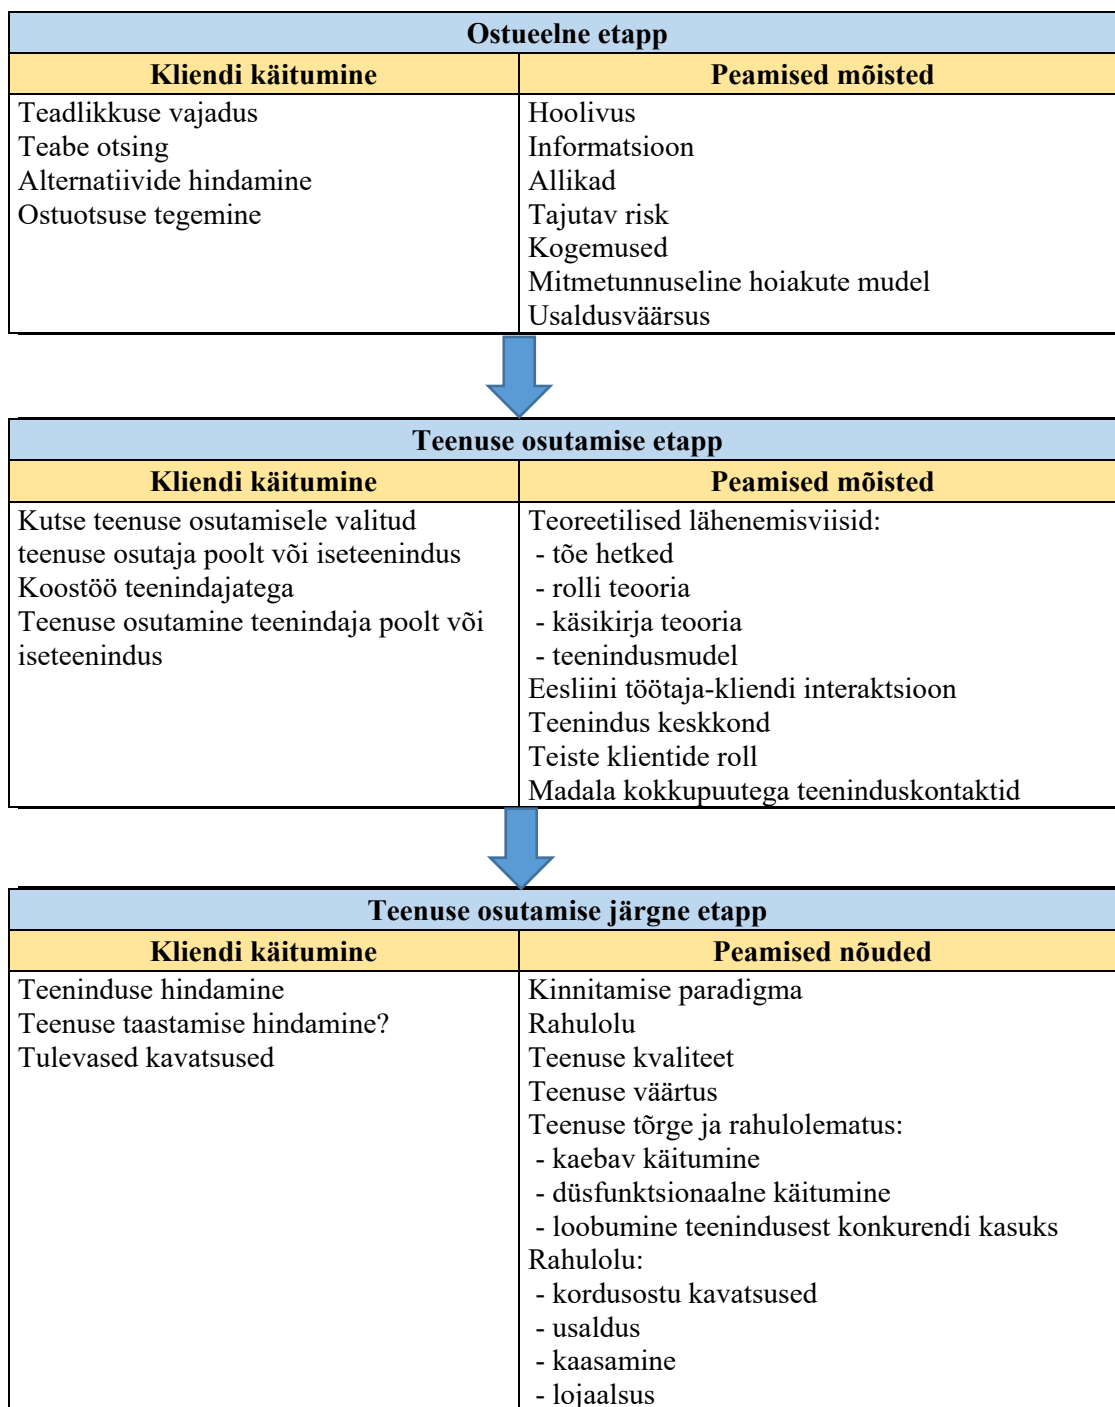 Ostueelne etapp
Kliendi käitumine
Peamised mõisted
Teadlikkuse vajadus
Teabe otsing
Alternatiivide hindamine
Ostuotsuse tegemine
Hoolivus
Informatsioon
Allikad
Tajutav risk
Kogemused
Mitmetunnuseline hoiakute mudel
Usaldusväärsus
Teenuse osutamise etapp
Kliendi käitumine
Peamised mõisted
Kutse teenuse osutamisele valitud
teenuse osutaja poolt või iseteenindus
Koostöö teenindajatega
Teenuse osutamine teenindaja poolt või
iseteenindus
Teoreetilised lähenemisviisid:
- tõe hetked
- rolli teooria
- käsikirja teooria
- teenindusmudel
Eesliini töötaja-kliendi interaktsioon
Teenindus keskkond
Teiste klientide roll
Madala kokkupuutega teeninduskontaktid
Teenuse osutamise järgne etapp
Kliendi käitumine
Peamised nõuded
Teeninduse hindamine
Teenuse taastamise hindamine?
Tulevased kavatsused
Kinnitamise paradigma
Rahulolu
Teenuse kvaliteet
Teenuse väärtus
Teenuse tõrge ja rahulolematus:
- kaebav käitumine
- düsfunktsionaalne käitumine
- loobumine teenindusest konkurendi kasuks
Rahulolu:
- kordusostu kavatsused
- usaldus
- kaasamine
- lojaalsus